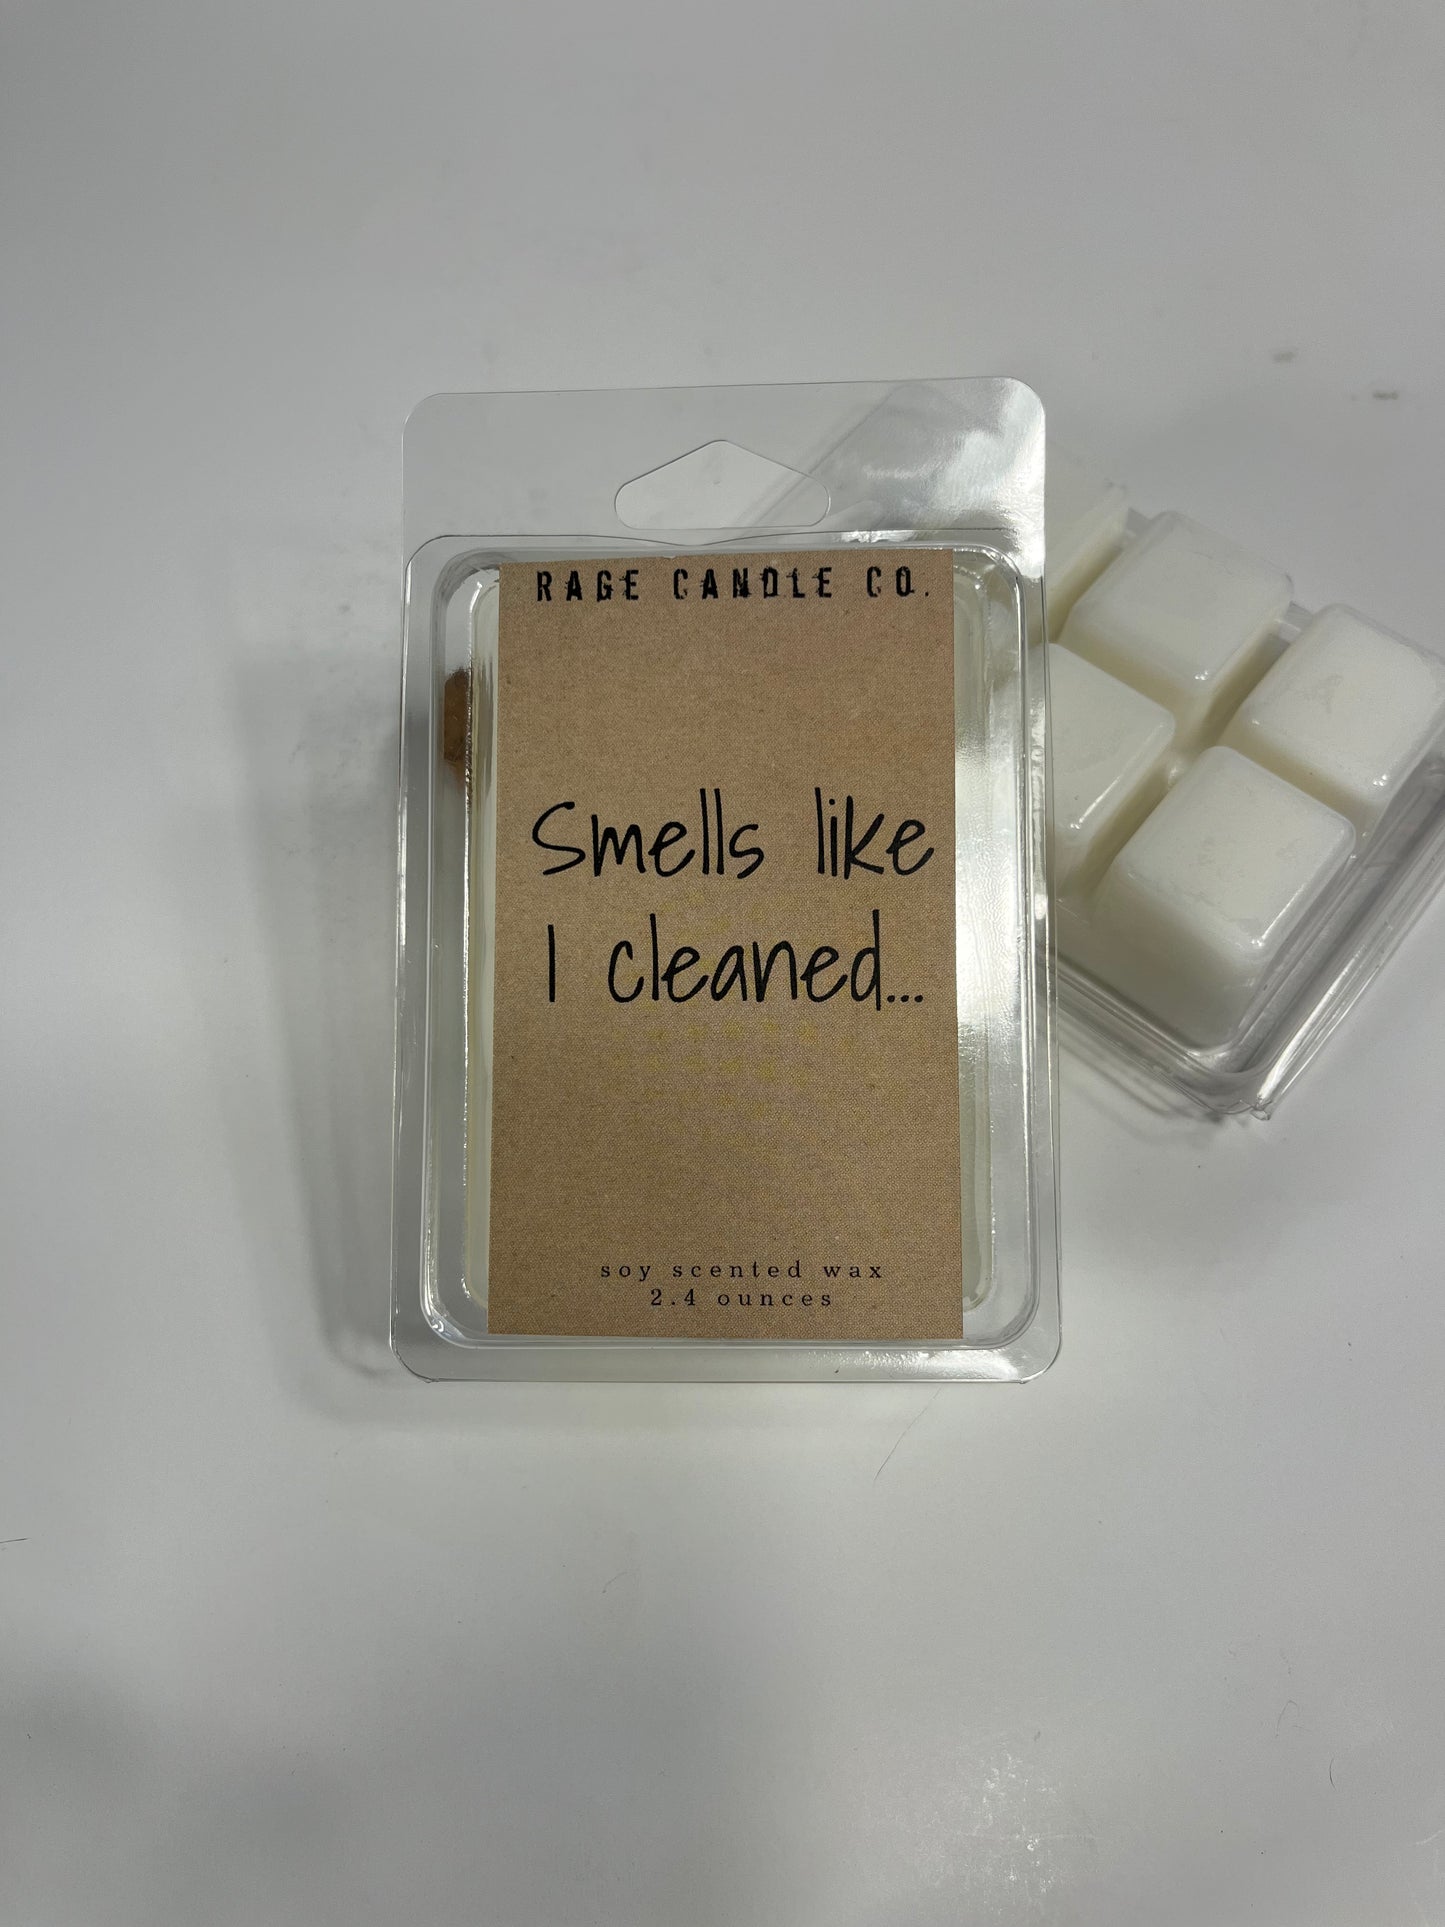 RAGE CANDLE CO.
Smells like
I cleaned...
soy scented wax
2.4 ounces